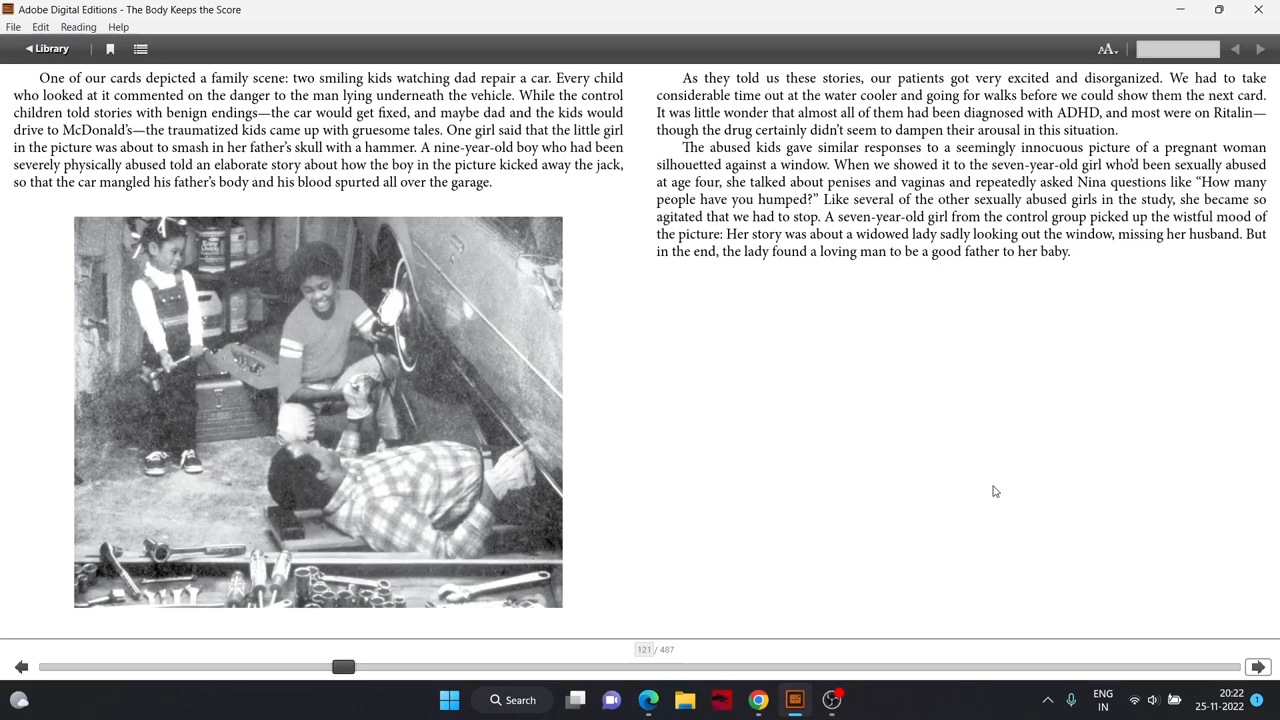 Adobe Digital Editions - The Body Keeps the Score
File Edit Reading Help
Library
AA
One of our cards depicted a family scene: two smiling kids watching dad repair a car. Every child
who looked at it commented on the danger to the man lying underneath the vehicle. While the control
children told stories with benign endings—the car would get fixed, and maybe dad and the kids would
drive to McDonald's—the traumatized kids came up with gruesome tales. One girl said that the little girl
in the picture was about to smash in her father's skull with a hammer. A nine-year-old boy who had been
severely physically abused told an elaborate story about how the boy in the picture kicked away the jack,
so that the car mangled his father's body and his blood spurted all over the garage.
As they told us these stories, our patients got very excited and disorganized. We had to take
considerable time out at the water cooler and going for walks before we could show them the next card.
It was little wonder that almost all of them had been diagnosed with ADHD, and most were on Ritalin—
though the drug certainly didn't seem to dampen their arousal in this situation.
The abused kids gave similar responses to a seemingly innocuous picture of a pregnant woman
silhouetted against a window. When we showed it to the seven-year-old girl who'd been sexually abused
at age four, she talked about penises and vaginas and repeatedly asked Nina questions like “How many
people have you humped?” Like several of the other sexually abused girls in the study, she became so
agitated that we had to stop. A seven-year-old girl from the control group picked up the wistful mood of
the picture: Her story was about a widowed lady sadly looking out the window, missing her husband. But
in the end, the lady found a loving man to be a good father to her baby.
121 / 487
Search
ENG
IN
20:22
25-11-2022
1